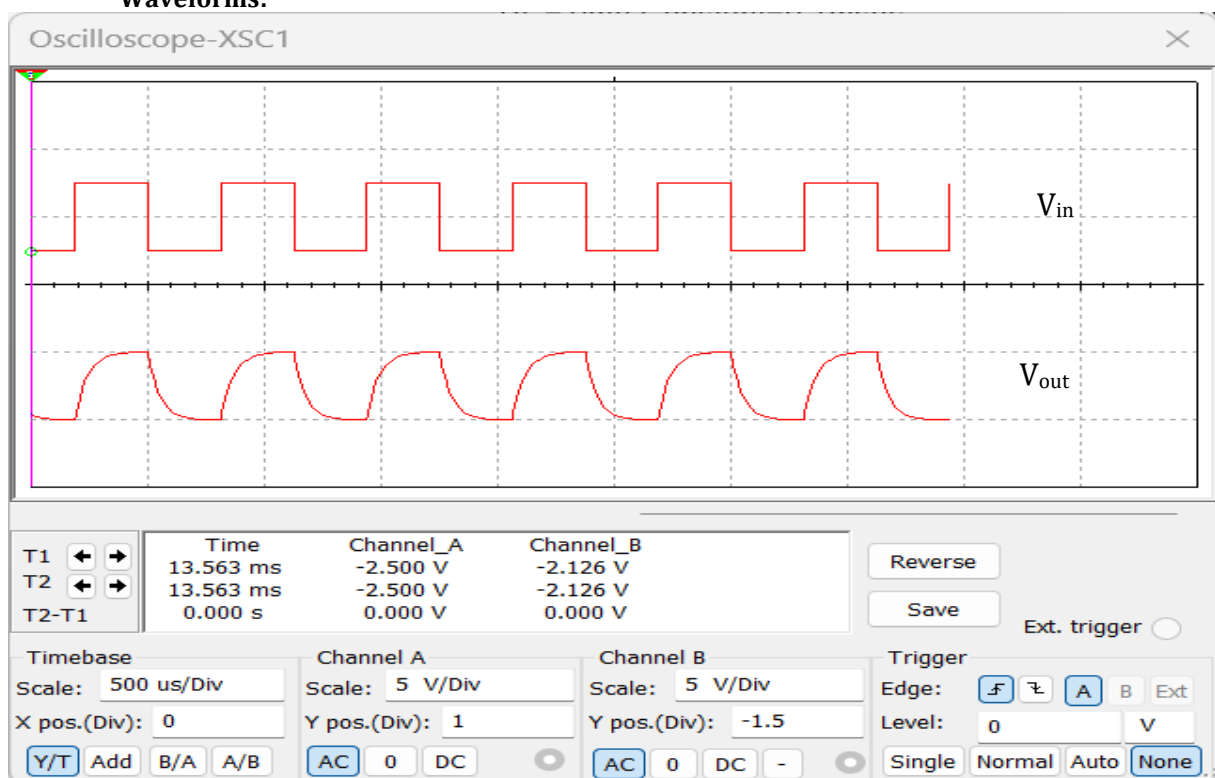 Waveforms:
Oscilloscope-XSC1
Vin
Vout
T1
T2
T2-T1
Time Channel_A Channel_B
13.563 ms -2.500 V -2.126 V
13.563 ms -2.500 V -2.126 V
0.000 s 0.000 V 0.000 V
Reverse
Save
Ext. trigger
Timebase
Scale: 500 us/Div
X pos.(Div): 0
Y/T Add B/A A/B
Channel A
Scale: 5 V/Div
Y pos.(Div): 1
AC 0 DC
Channel B
Scale: 5 V/Div
Y pos.(Div): -1.5
AC 0 DC -
Trigger
Edge: A B Ext
Level: 0 V
Single Normal Auto None